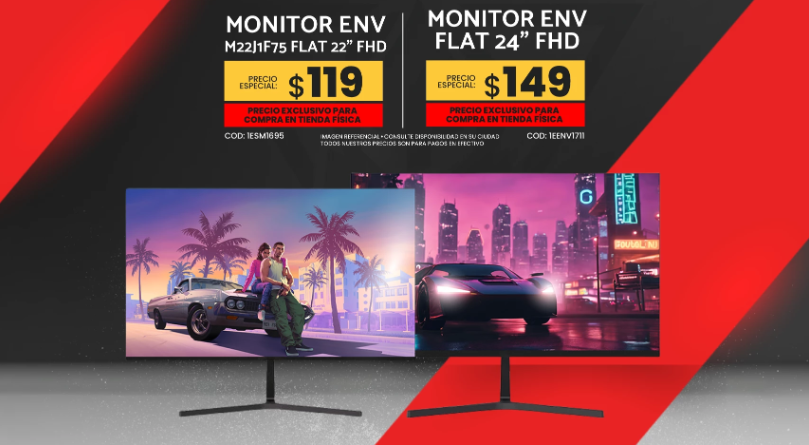 MONITOR ENV
M22J1F75 FLAT 22" FHD
PRECIO
ESPECIAL:
$119
PRECIO EXCLUSIVO PARA
COMPRA EN TIENDA FÍSICA
COD: 1ESM1695
MONITOR ENV
FLAT 24" FHD
PRECIO
ESPECIAL:
$149
PRECIO EXCLUSIVO PARA
COMPRA EN TIENDA FÍSICA
COD: 1EENV1711
IMAGEN REFERENCIAL • CONSULTE DISPONIBILIDAD EN SU CIUDAD
TODOS NUESTROS PRECIOS SON PARA PAGOS EN EFECTIVO
G